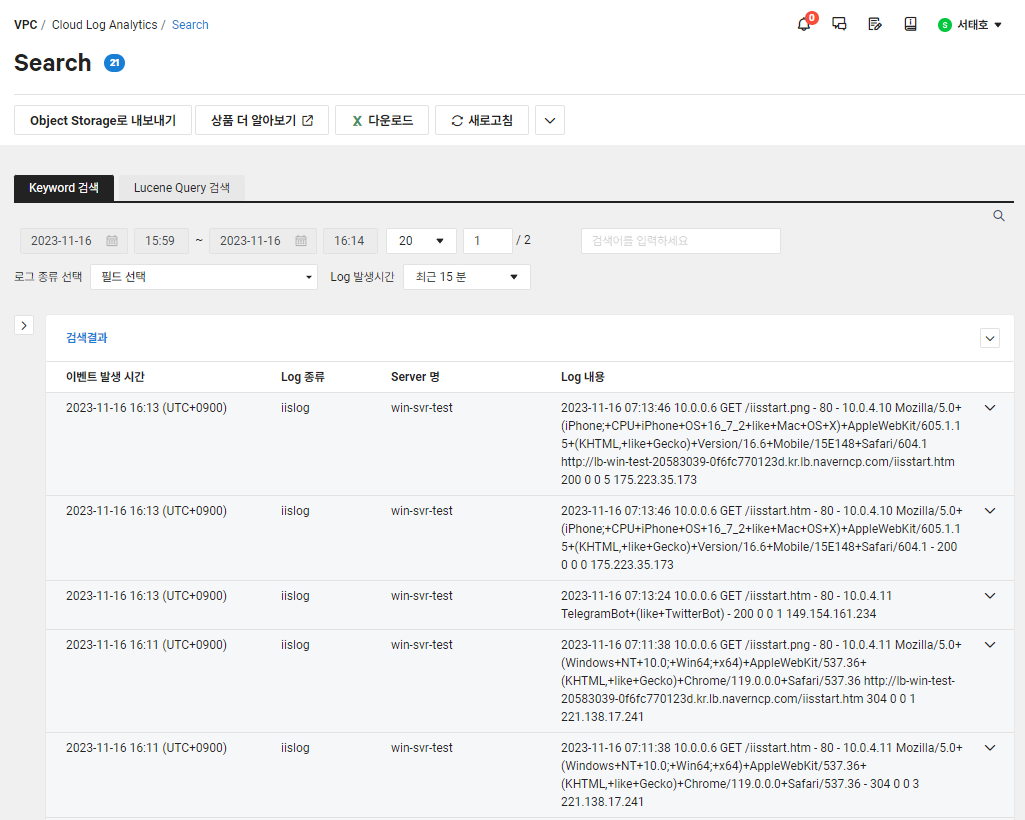 VPC / Cloud Log Analytics / Search
0
S 서태호
Search 21
Object Storage로 내보내기 상품 더 알아보기 X 다운로드 새로고침
Keyword 검색 Lucene Query 검색
2023-11-16 15:59 ~ 2023-11-16 16:14 20 1 / 2 검색어를 입력하세요
로그 종류 선택 필드 선택 Log 발생시간 최근 15 분
검색결과
이벤트 발생 시간 Log 종류 Server 명 Log 내용
2023-11-16 16:13 (UTC+0900) iislog win-svr-test 2023-11-16 07:13:46 10.0.0.6 GET /iisstart.png - 80 - 10.0.4.10 Mozilla/5.0+
(iPhone;+CPU+iPhone+OS+16_7_2+like+Mac+OS+X)+AppleWebKit/605.1.1
5+(KHTML,+like+Gecko)+Version/16.6+Mobile/15E148+Safari/604.1
http://lb-win-test-20583039-0f6fc770123d.kr.lb.naverncp.com/iisstart.htm
200 0 0 5 175.223.35.173
2023-11-16 16:13 (UTC+0900) iislog win-svr-test 2023-11-16 07:13:46 10.0.0.6 GET /iisstart.htm - 80 - 10.0.4.10 Mozilla/5.0+
(iPhone;+CPU+iPhone+OS+16_7_2+like+Mac+OS+X)+AppleWebKit/605.1.1
5+(KHTML,+like+Gecko)+Version/16.6+Mobile/15E148+Safari/604.1 - 200
0 0 0 175.223.35.173
2023-11-16 16:13 (UTC+0900) iislog win-svr-test 2023-11-16 07:13:24 10.0.0.6 GET /iisstart.htm - 80 - 10.0.4.11
TelegramBot+(like+TwitterBot) - 200 0 0 1 149.154.161.234
2023-11-16 16:11 (UTC+0900) iislog win-svr-test 2023-11-16 07:11:38 10.0.0.6 GET /iisstart.png - 80 - 10.0.4.11 Mozilla/5.0+
(Windows+NT+10.0;+Win64;+x64)+AppleWebKit/537.36+
(KHTML,+like+Gecko)+Chrome/119.0.0.0+Safari/537.36 http://lb-win-test-
20583039-0f6fc770123d.kr.lb.naverncp.com/iisstart.htm 304 0 0 1
221.138.17.241
2023-11-16 16:11 (UTC+0900) iislog win-svr-test 2023-11-16 07:11:38 10.0.0.6 GET /iisstart.htm - 80 - 10.0.4.11 Mozilla/5.0+
(Windows+NT+10.0;+Win64;+x64)+AppleWebKit/537.36+
(KHTML,+like+Gecko)+Chrome/119.0.0.0+Safari/537.36 - 304 0 0 3
221.138.17.241